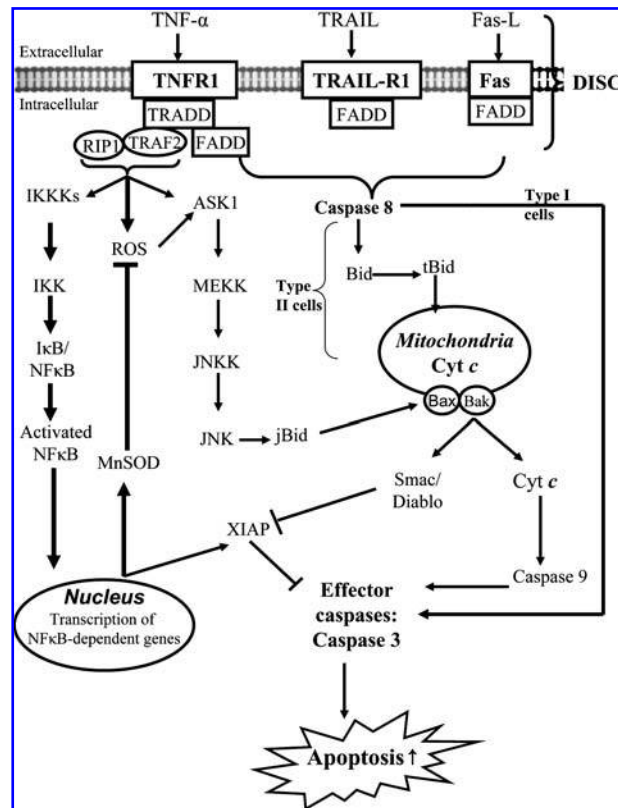 TNF-α
TRAIL
Fas-L
Extracellular
Intracellular
TNFR1
TRAIL-R1
Fas
DISC
TRADD
FADD
FADD
RIP1
TRAF2
FADD
IKKKs
ROS
ASK1
Caspase 8
Type I
cells
IKK
MEKK
Type
II cells
Bid
tBid
IκB/
NFκB
JNKK
Mitochondria
Cyt c
Bax
Bak
Activated
NFκB
MnSOD
JNK
jBid
Smac/
Diablo
Cyt c
XIAP
Caspase 9
Nucleus
Transcription of
NFκB-dependent genes
Effector
caspases:
Caspase 3
Apoptosis ↑